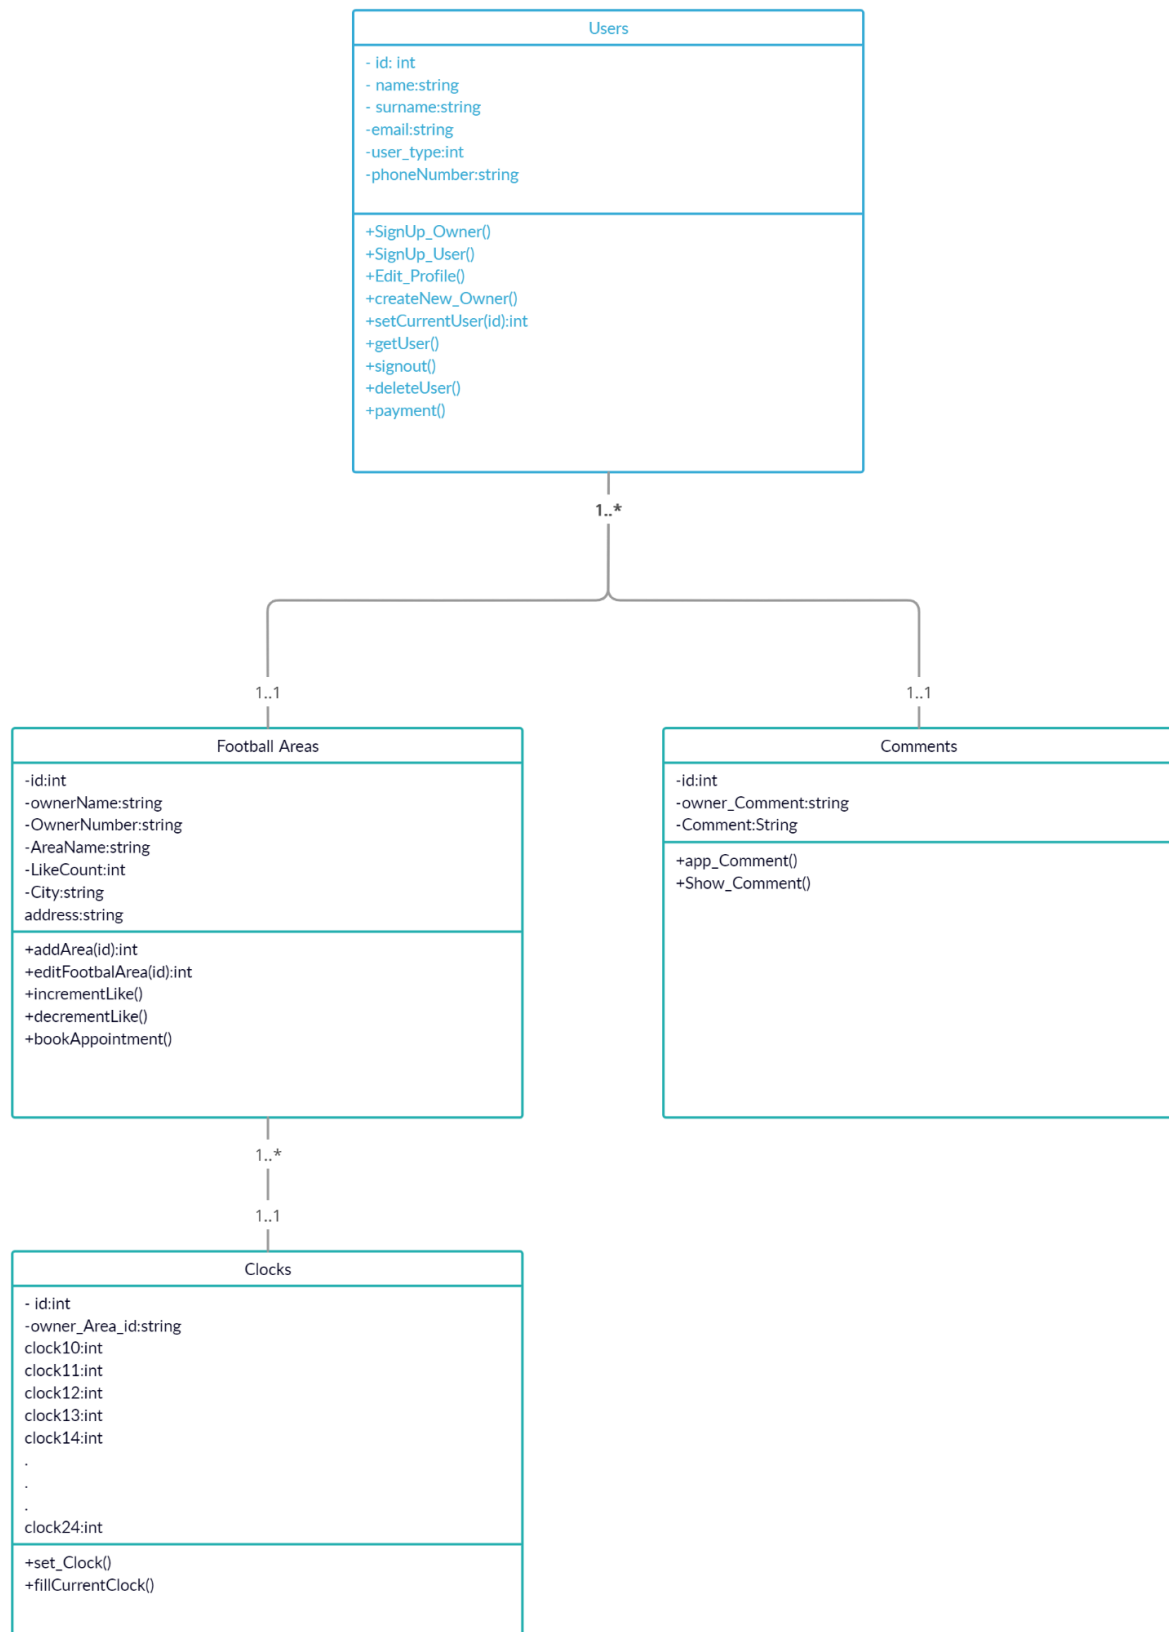 Users
- id: int
- name:string
- surname:string
-email:string
-user_type:int
-phoneNumber:string
+SignUp_Owner()
+SignUp_User()
+Edit_Profile()
+createNew_Owner()
+setCurrentUser(id):int
+getUser()
+signout()
+deleteUser()
+payment()
1..*
1..1
1..1
Football Areas
-id:int
-ownerName:string
-OwnerNumber:string
-AreaName:string
-LikeCount:int
-City:string
address:string
+addArea(id):int
+editFootbalArea(id):int
+incrementLike()
+decrementLike()
+bookAppointment()
Comments
-id:int
-owner_Comment:string
-Comment:String
+app_Comment()
+Show_Comment()
1..*
1..1
Clocks
- id:int
-owner_Area_id:string
clock10:int
clock11:int
clock12:int
clock13:int
clock14:int
.
.
.
clock24:int
+set_Clock()
+fillCurrentClock()